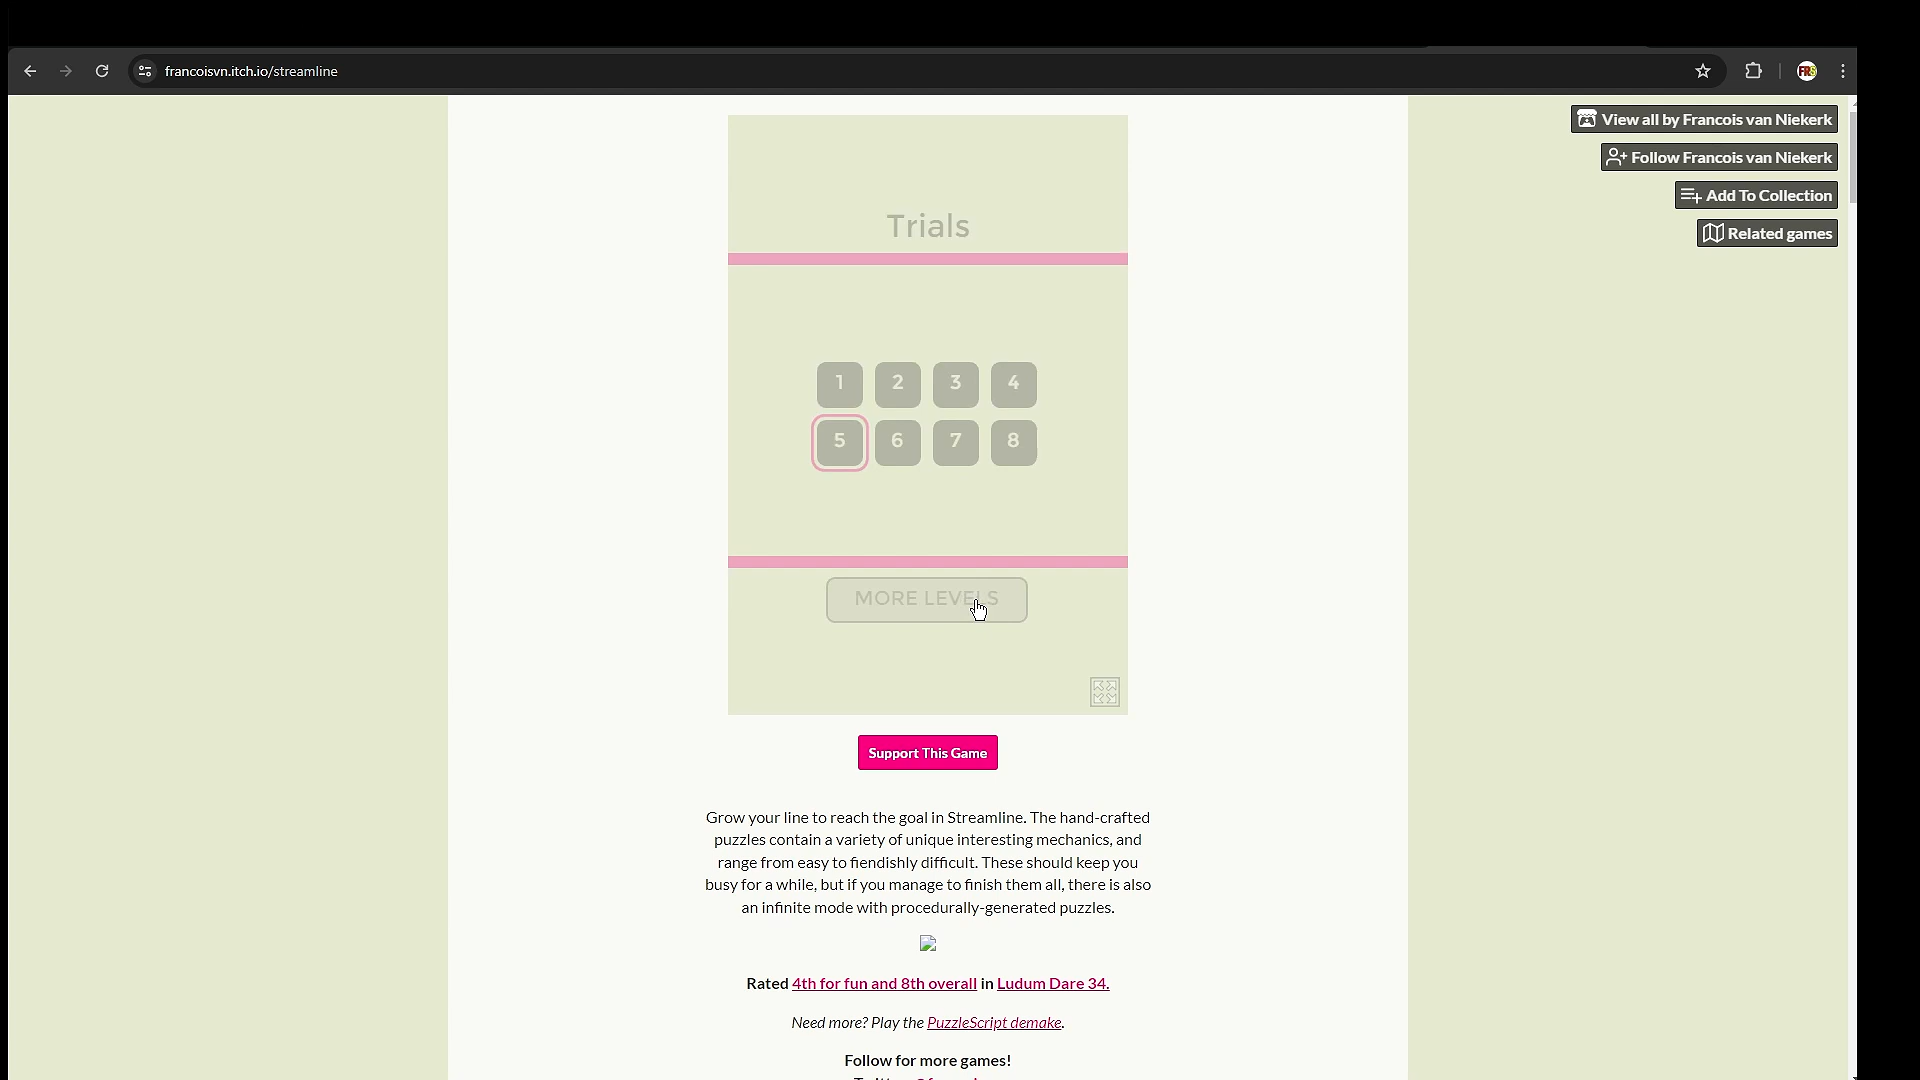 francoisvn.itch.io/streamline
View all by Francois van Niekerk
Follow Francois van Niekerk
Add To Collection
Related games
Trials
1 2 3 4
5 6 7 8
MORE LEVELS
Support This Game
Grow your line to reach the goal in Streamline. The hand-crafted
puzzles contain a variety of unique interesting mechanics, and
range from easy to fiendishly difficult. These should keep you
busy for a while, but if you manage to finish them all, there is also
an infinite mode with procedurally-generated puzzles.
Rated 4th for fun and 8th overall in Ludum Dare 34.
Need more? Play the PuzzleScript demake.
Follow for more games!